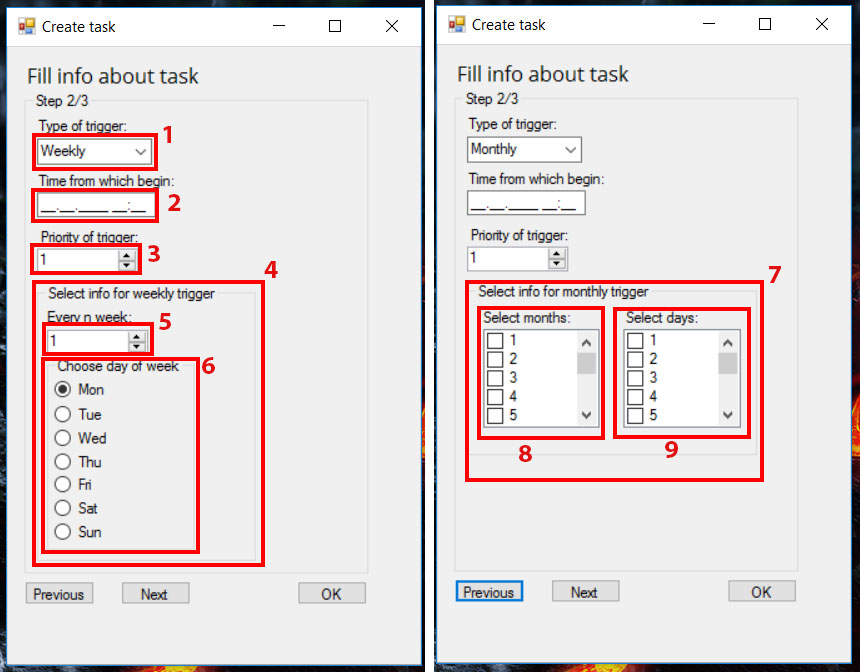 Create task
Fill info about task
Step 2/3
Type of trigger:
1
Weekly
Time from which begin:
__.__.____ __:__
2
Priority of trigger:
3
1
4
Select info for weekly trigger
Every n week:
5
1
Choose day of week
6
Mon
Tue
Wed
Thu
Fri
Sat
Sun
Previous
Next
OK
Create task
Fill info about task
Step 2/3
Type of trigger:
Monthly
Time from which begin:
__.__.____ __:__
Priority of trigger:
1
7
Select info for monthly trigger
Select months:
1
2
3
4
5
8
Select days:
1
2
3
4
5
9
Previous
Next
OK